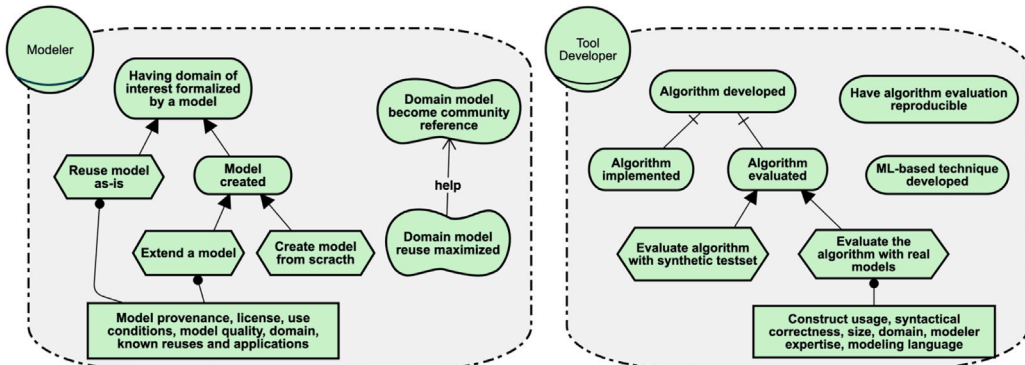 Modeler
Having domain of
interest formalized
by a model
Domain model
become community
reference
Reuse model
as-is
Model
created
help
Extend a model
Create model
from scracth
Domain model
reuse maximized
Model provenance, license, use
conditions, model quality, domain,
known reuses and applications
Tool
Developer
Algorithm developed
Have algorithm evaluation
reproducible
Algorithm
implemented
Algorithm
evaluated
ML-based technique
developed
Evaluate algorithm
with synthetic testset
Evaluate the
algorithm with real
models
Construct usage, syntactical
correctness, size, domain, modeler
expertise, modeling language